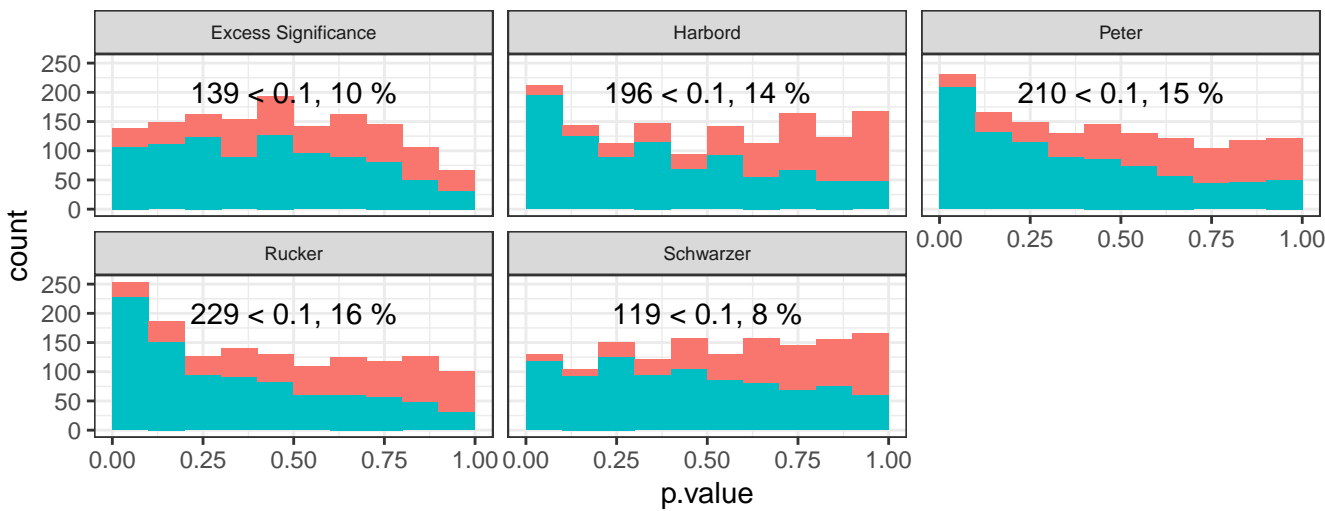 Excess Significance
Harbord
Peter
250
200
150
100
50
0
139 < 0.1, 10 %
196 < 0.1, 14 %
210 < 0.1, 15 %
0.00 0.25 0.50 0.75 1.00
count
Rucker
Schwarzer
250
200
150
100
50
0
229 < 0.1, 16 %
119 < 0.1, 8 %
0.00 0.25 0.50 0.75 1.00
0.00 0.25 0.50 0.75 1.00
p.value